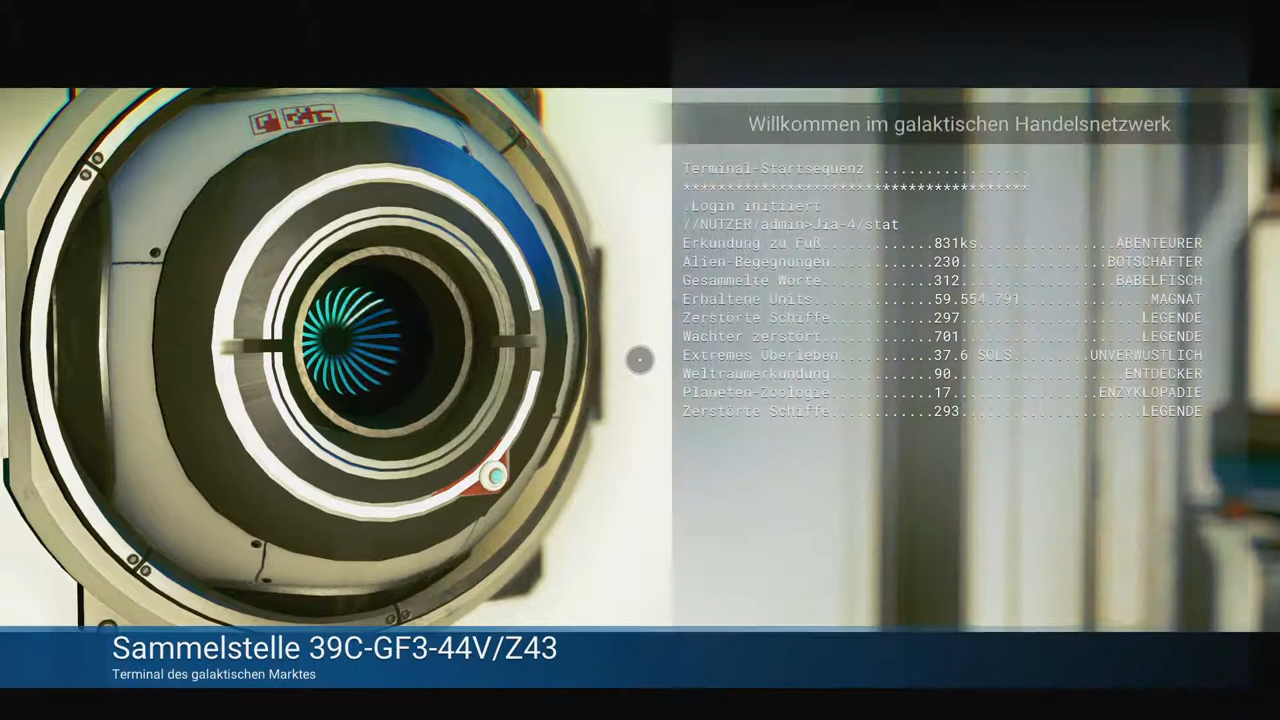 Willkommen im galaktischen Handelsnetzwerk
Terminal-Startsequenz ..................
***************************************
.Login initiiert
//NUTZER/admin>Jia-4/stat
Erkundung zu Fuß.............831ks................ABENTEURER
Alien-Begegnungen............230.................BOTSCHAFTER
Gesammelte Worte.............312..................BABELFISCH
Erhaltene Units..............59.554.791...............MAGNAT
Zerstörte Schiffe............297.....................LEGENDE
Wächter zerstört.............701.....................LEGENDE
Extremes Überleben...........37.6 SOLS.........UNVERWÜSTLICH
Weltraumerkundung............90....................ENTDECKER
Planeten-Zoologie............17.................ENZYKLOPÄDIE
Zerstörte Schiffe............293.....................LEGENDE
Sammelstelle 39C-GF3-44V/Z43
Terminal des galaktischen Marktes